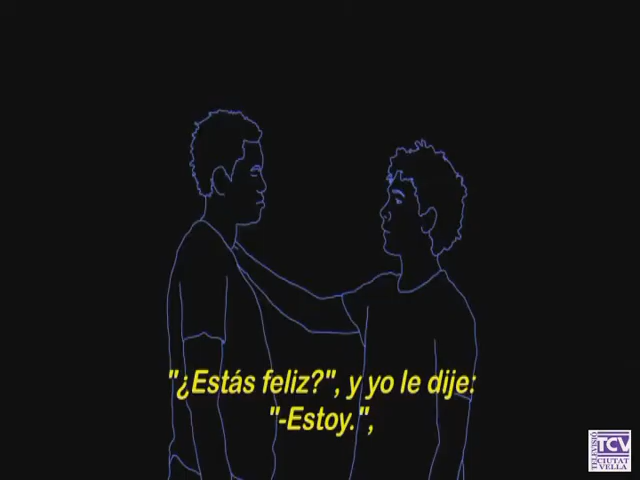 "¿Estás feliz?", y yo le dije:
"-Estoy.",
TELEVISIÓ
TCV
CIUTAT
VELLA